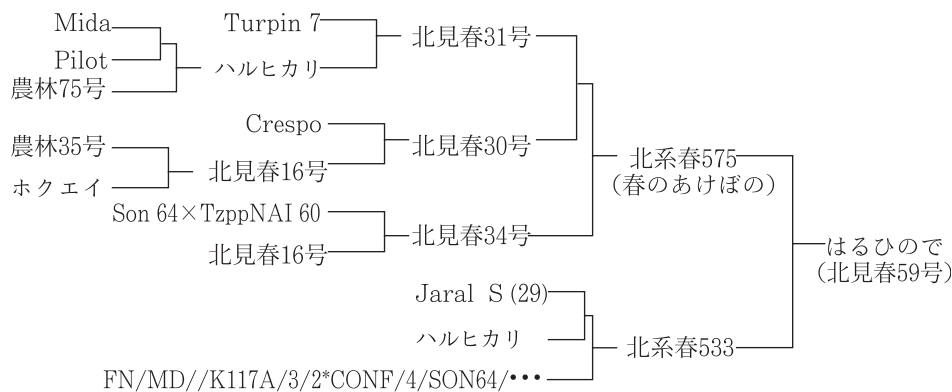 Mida
Turpin 7
北見春31号
Pilot
ハルヒカリ
農林75号
Crespo
農林35号
北見春30号
北見春16号
ホクエイ
北系春575
(春のあけぼの)
Son 64×TzppNAI 60
北見春34号
北見春16号
はるひので
(北見春59号)
Jaral S (29)
ハルヒカリ
北系春533
FN/MD//K117A/3/2*CONF/4/SON64/･･･